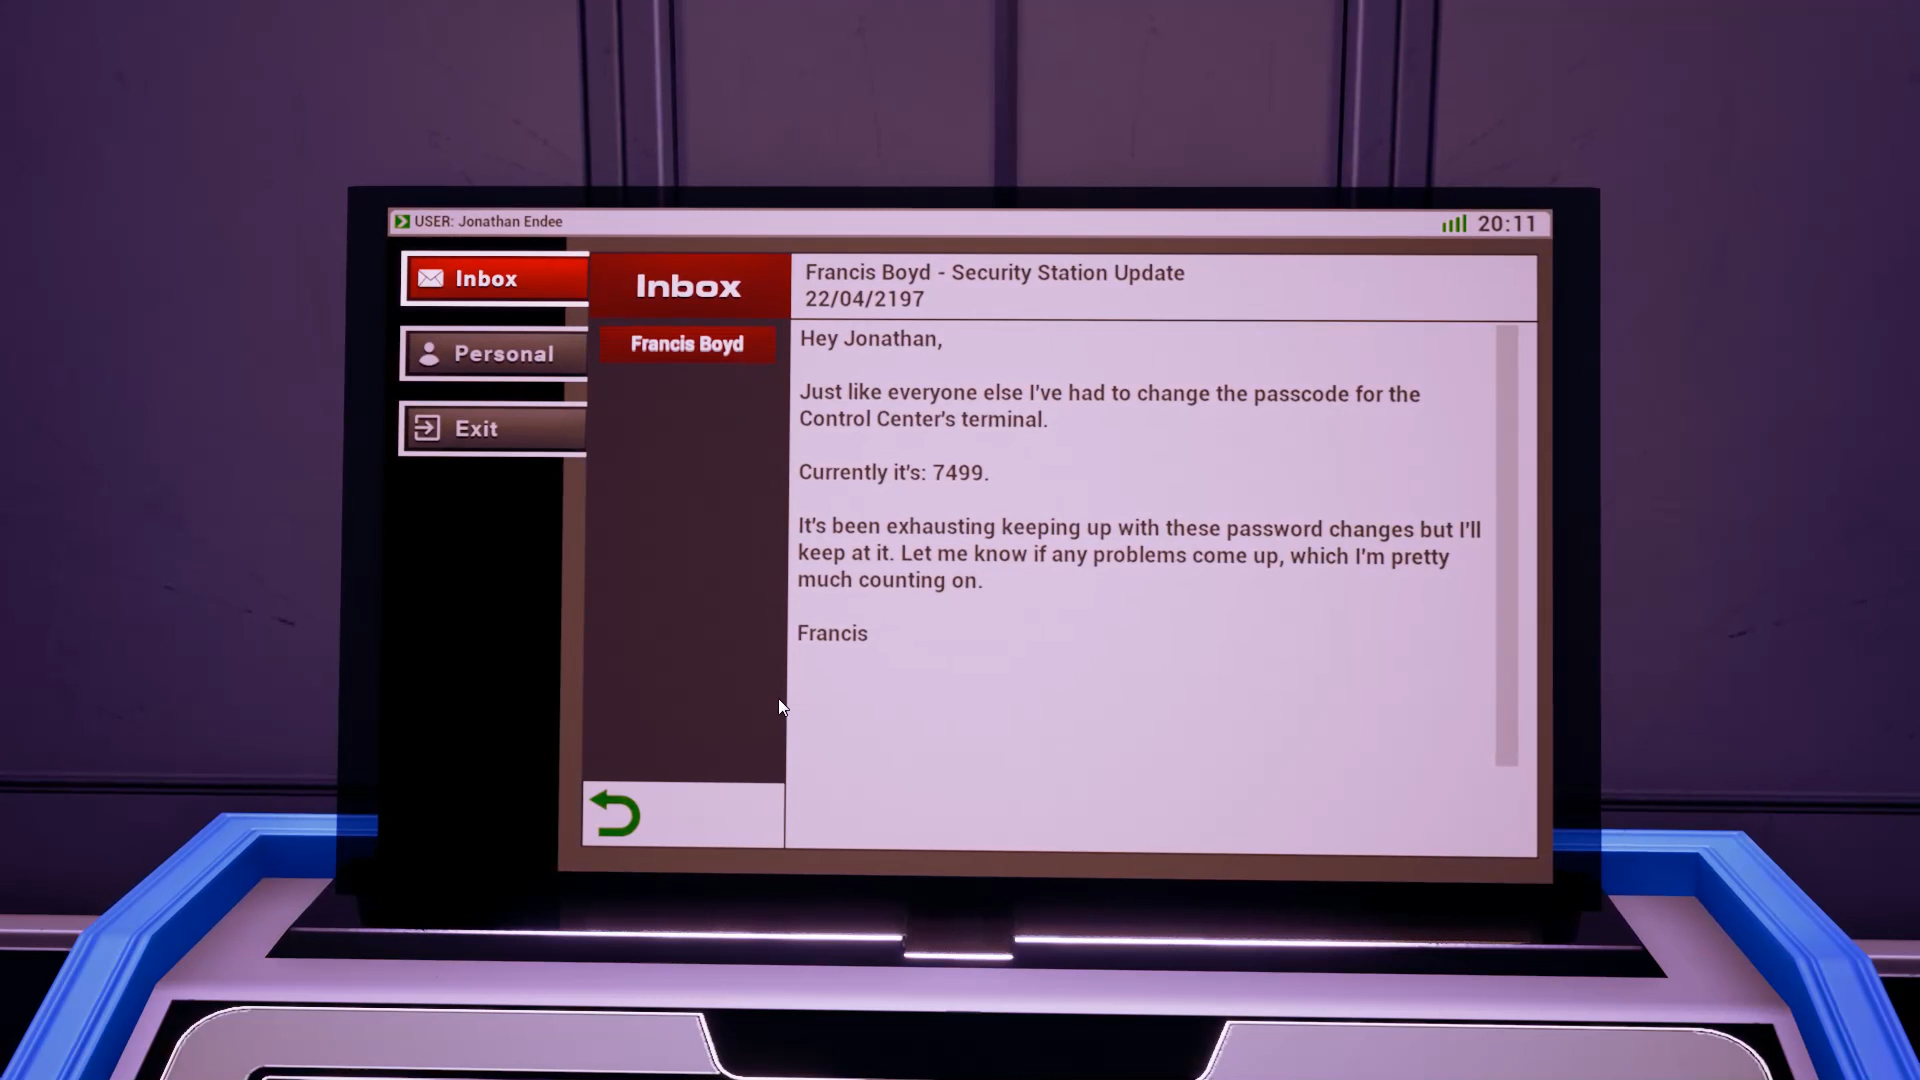 USER: Jonathan Endee
20:11
Inbox
Personal
Exit
Inbox
Francis Boyd
Francis Boyd - Security Station Update
22/04/2197
Hey Jonathan,
Just like everyone else I've had to change the passcode for the
Control Center's terminal.
Currently it's: 7499.
It's been exhausting keeping up with these password changes but I'll
keep at it. Let me know if any problems come up, which I'm pretty
much counting on.
Francis